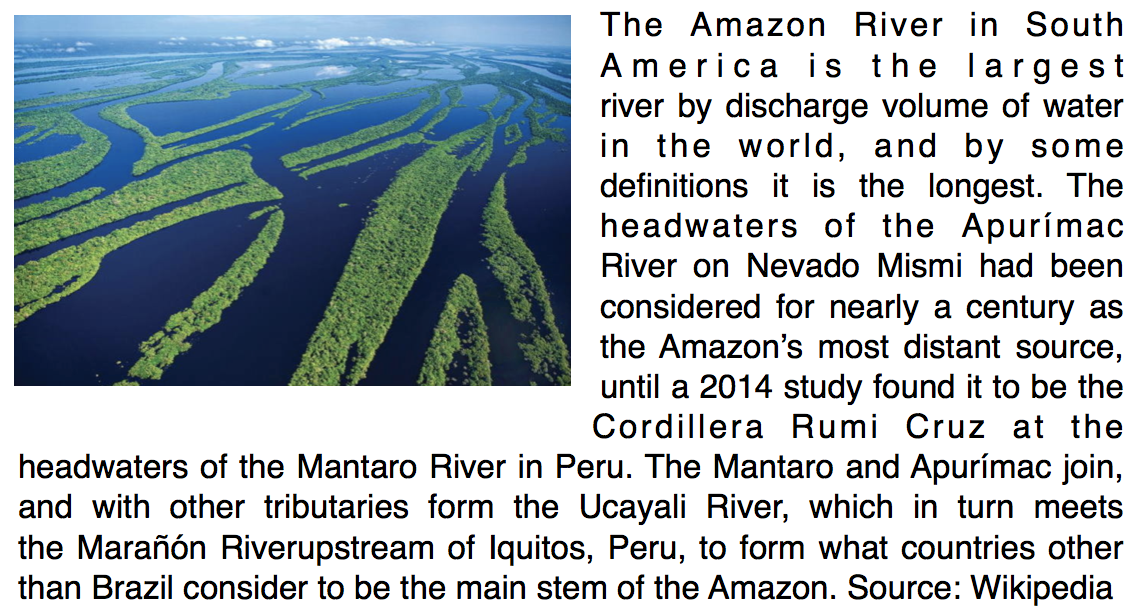 The Amazon River in South
America is the largest
river by discharge volume of water
in the world, and by some
definitions it is the longest. The
headwaters of the Apurímac
River on Nevado Mismi had been
considered for nearly a century as
the Amazon’s most distant source,
until a 2014 study found it to be the
Cordillera Rumi Cruz at the
headwaters of the Mantaro River in Peru. The Mantaro and Apurímac join,
and with other tributaries form the Ucayali River, which in turn meets
the Marañón Riverupstream of Iquitos, Peru, to form what countries other
than Brazil consider to be the main stem of the Amazon. Source: Wikipedia